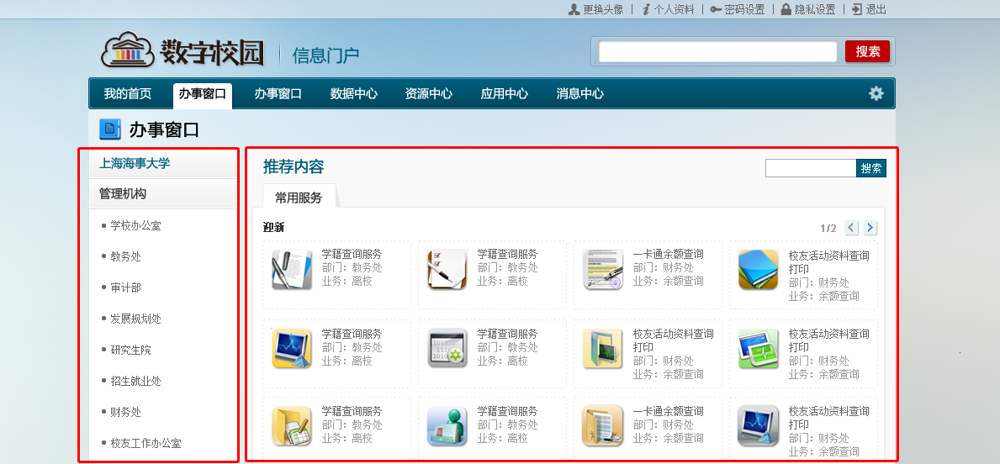 更换头像 | 个人资料 | 密码设置 | 隐私设置 | 退出
数字校园 信息门户 搜索
我的首页 办事窗口 办事窗口 数据中心 资源中心 应用中心 消息中心
办事窗口
上海海事大学
管理机构
学校办公室
教务处
审计部
发展规划处
研究生院
招生就业处
财务处
校友工作办公室
推荐内容 搜索
常用服务
迎新 1/2
学籍查询服务
部门：教务处
业务：离校
学籍查询服务
部门：教务处
业务：离校
一卡通余额查询
部门：财务处
业务：余额查询
校友活动资料查询
打印
部门：财务处
业务：余额查询
学籍查询服务
部门：教务处
业务：离校
学籍查询服务
部门：教务处
业务：离校
校友活动资料查询
打印
部门：财务处
业务：余额查询
校友活动资料查询
打印
部门：财务处
业务：余额查询
学籍查询服务
部门：教务处
业务：离校
学籍查询服务
部门：教务处
业务：离校
一卡通余额查询
部门：财务处
业务：余额查询
校友活动资料查询
打印
部门：财务处
业务：余额查询